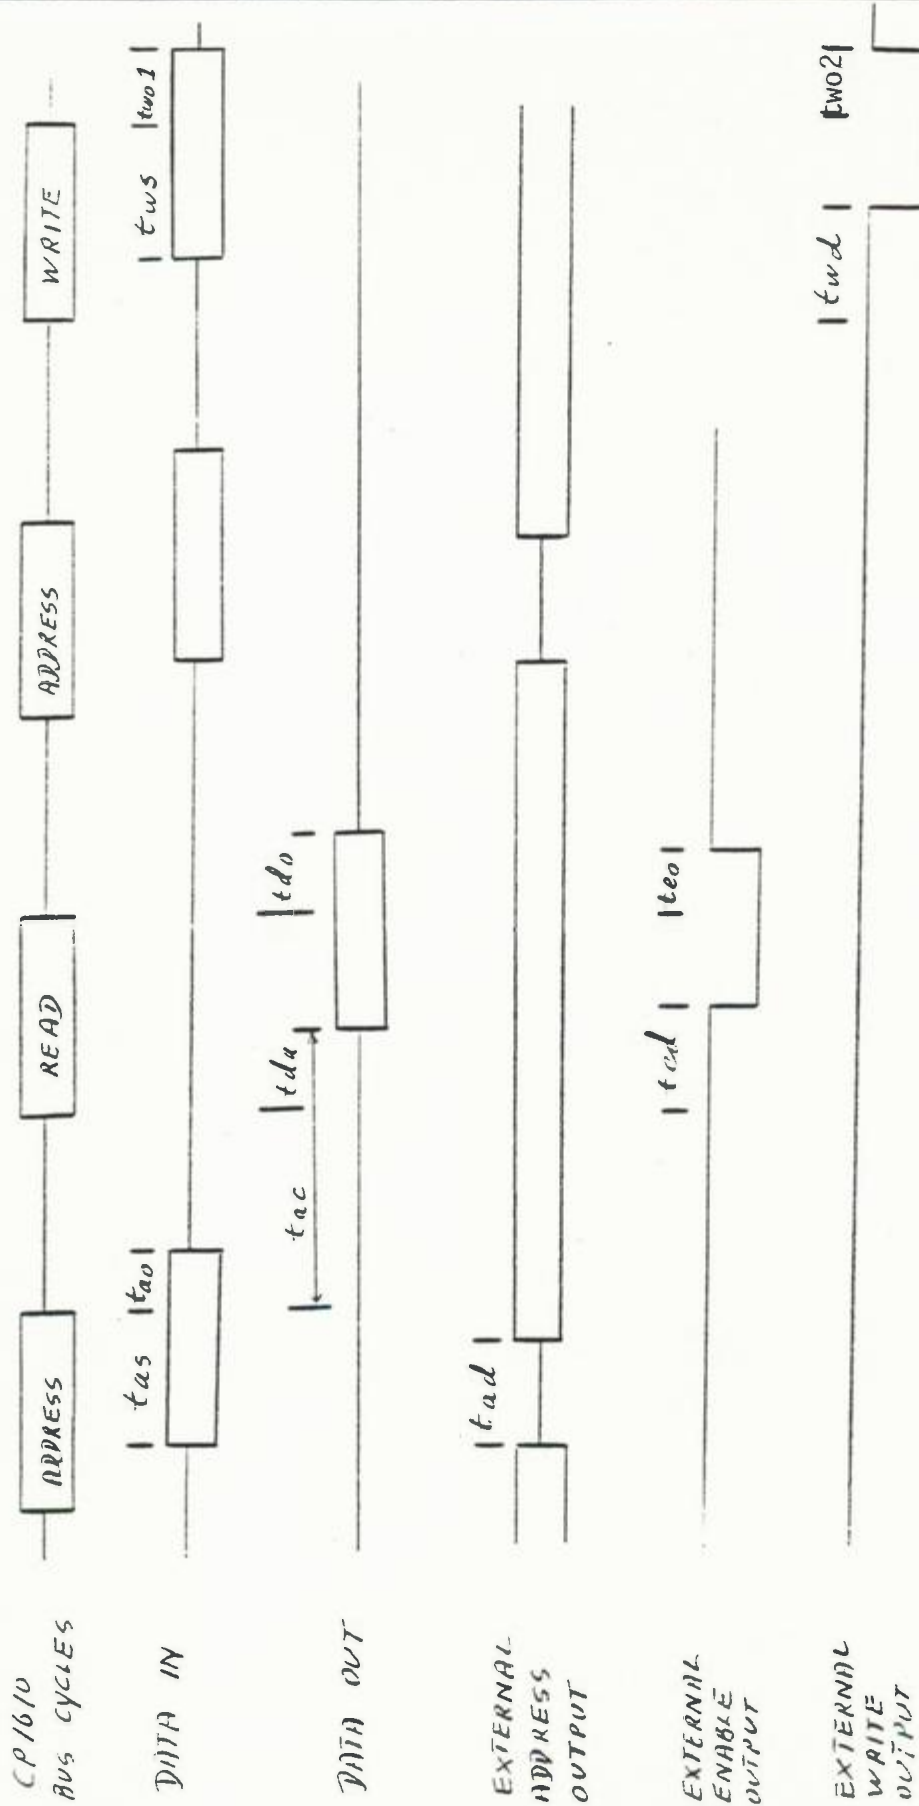 CP1610
BUS CYCLES
ADDRESS
READ
ADDRESS
WRITE
DATA IN
tas
tao
tws
two1
DATA OUT
tac
tda
tdo
EXTERNAL
ADDRESS
OUTPUT
tad
EXTERNAL
ENABLE
OUTPUT
teo
EXTERNAL
WRITE
OUTPUT
twd
two2